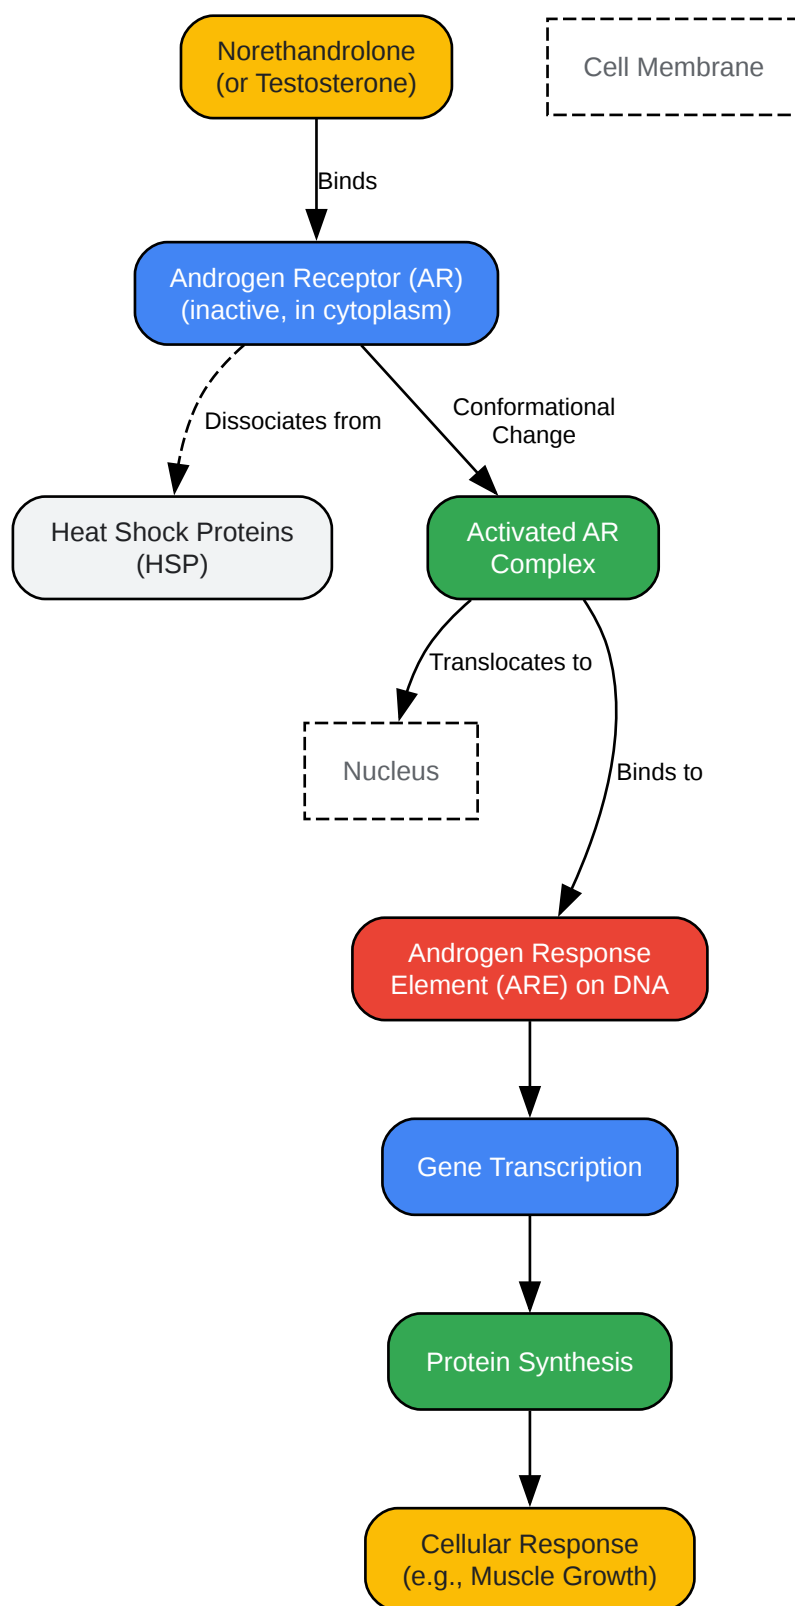 Norethandrolone
(or Testosterone)
Cell Membrane
Binds
Androgen Receptor (AR)
(inactive, in cytoplasm)
Dissociates from
Conformational
Change
Heat Shock Proteins
(HSP)
Activated AR
Complex
Translocates to
Nucleus
Binds to
Androgen Response
Element (ARE) on DNA
Gene Transcription
Protein Synthesis
Cellular Response
(e.g., Muscle Growth)